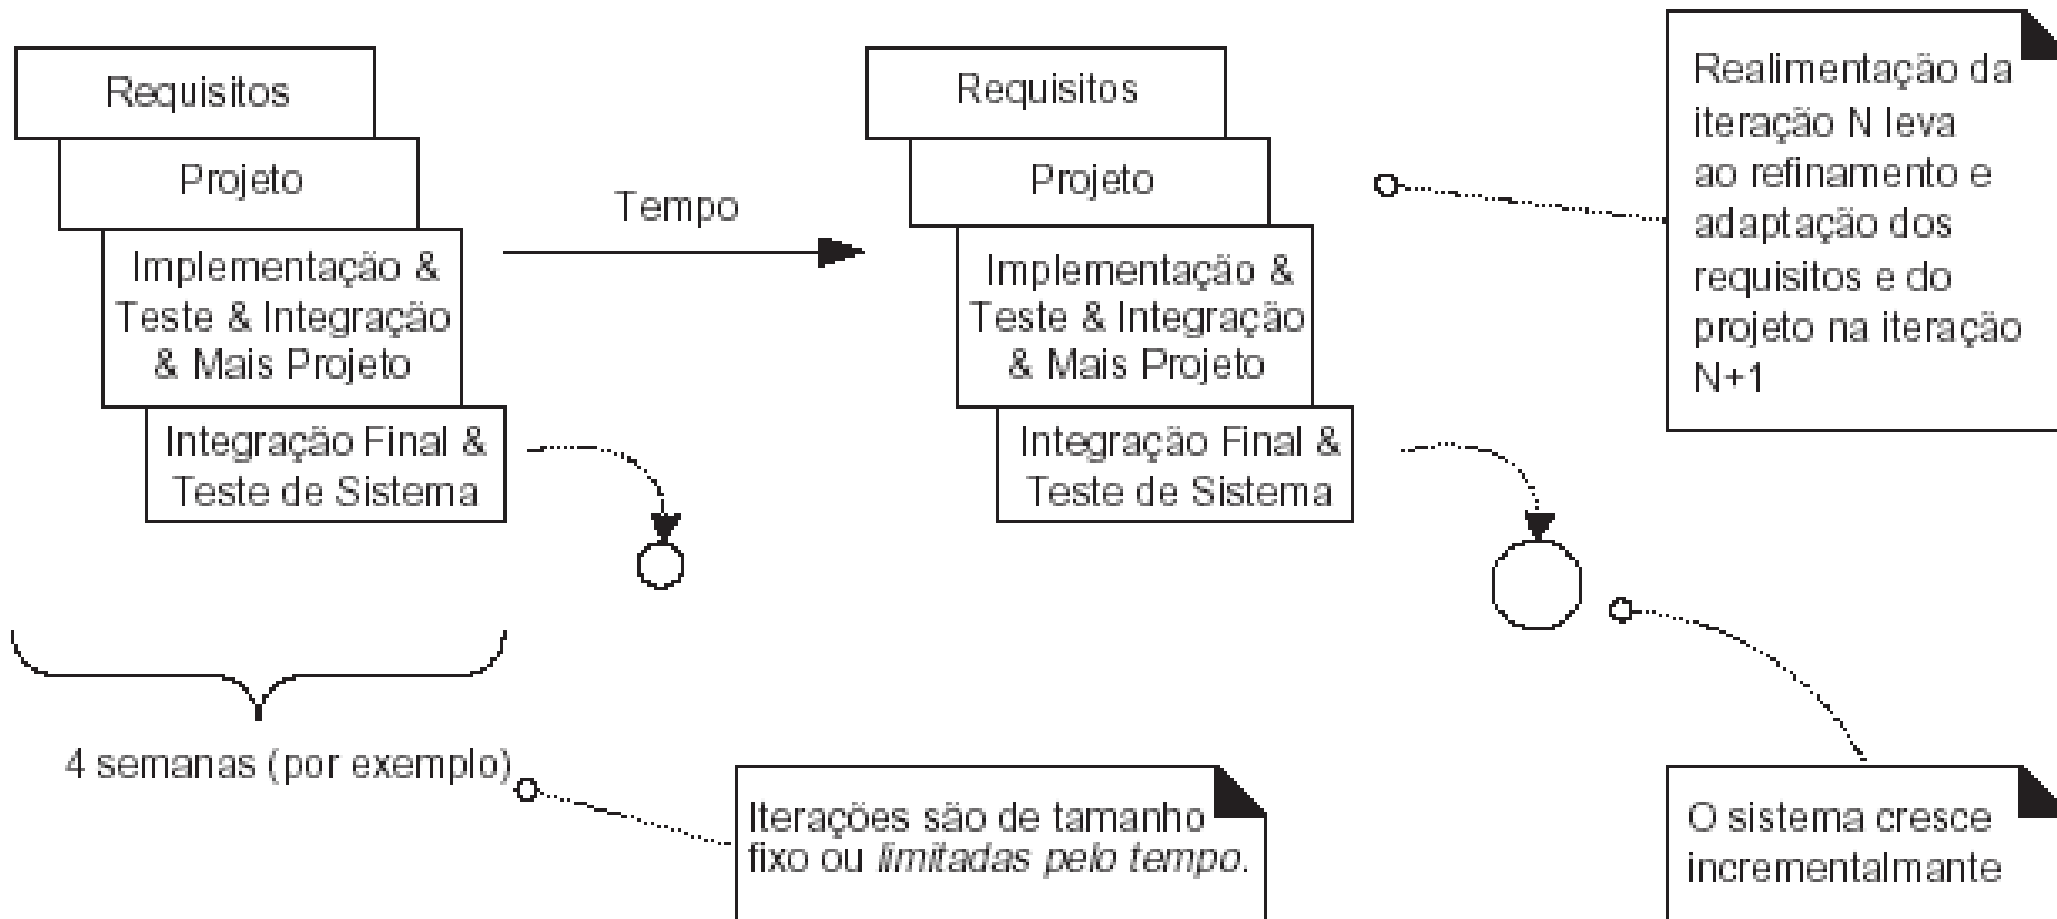 Requisitos
Projeto
Implementação &
Teste & Integração
& Mais Projeto
Integração Final &
Teste de Sistema
Tempo
Requisitos
Projeto
Implementação &
Teste & Integração
& Mais Projeto
Integração Final &
Teste de Sistema
Realimentação da
iteração N leva
ao refinamento e
adaptação dos
requisitos e do
projeto na iteração
N+1
4 semanas (por exemplo)
Iterações são de tamanho
fixo ou limitadas pelo tempo.
O sistema cresce
incrementalmante